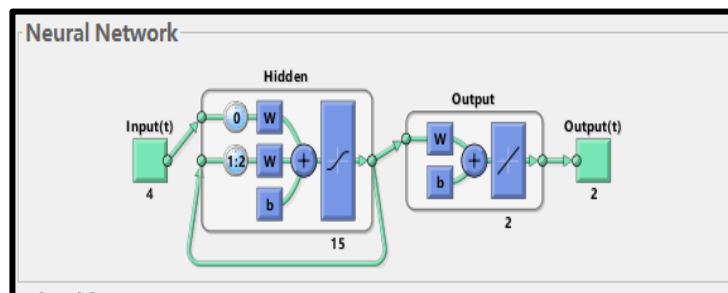 Neural Network
Hidden
Output
Input(t)
Output(t)
0
W
1:2
W
b
+
W
b
+
4
15
2
2